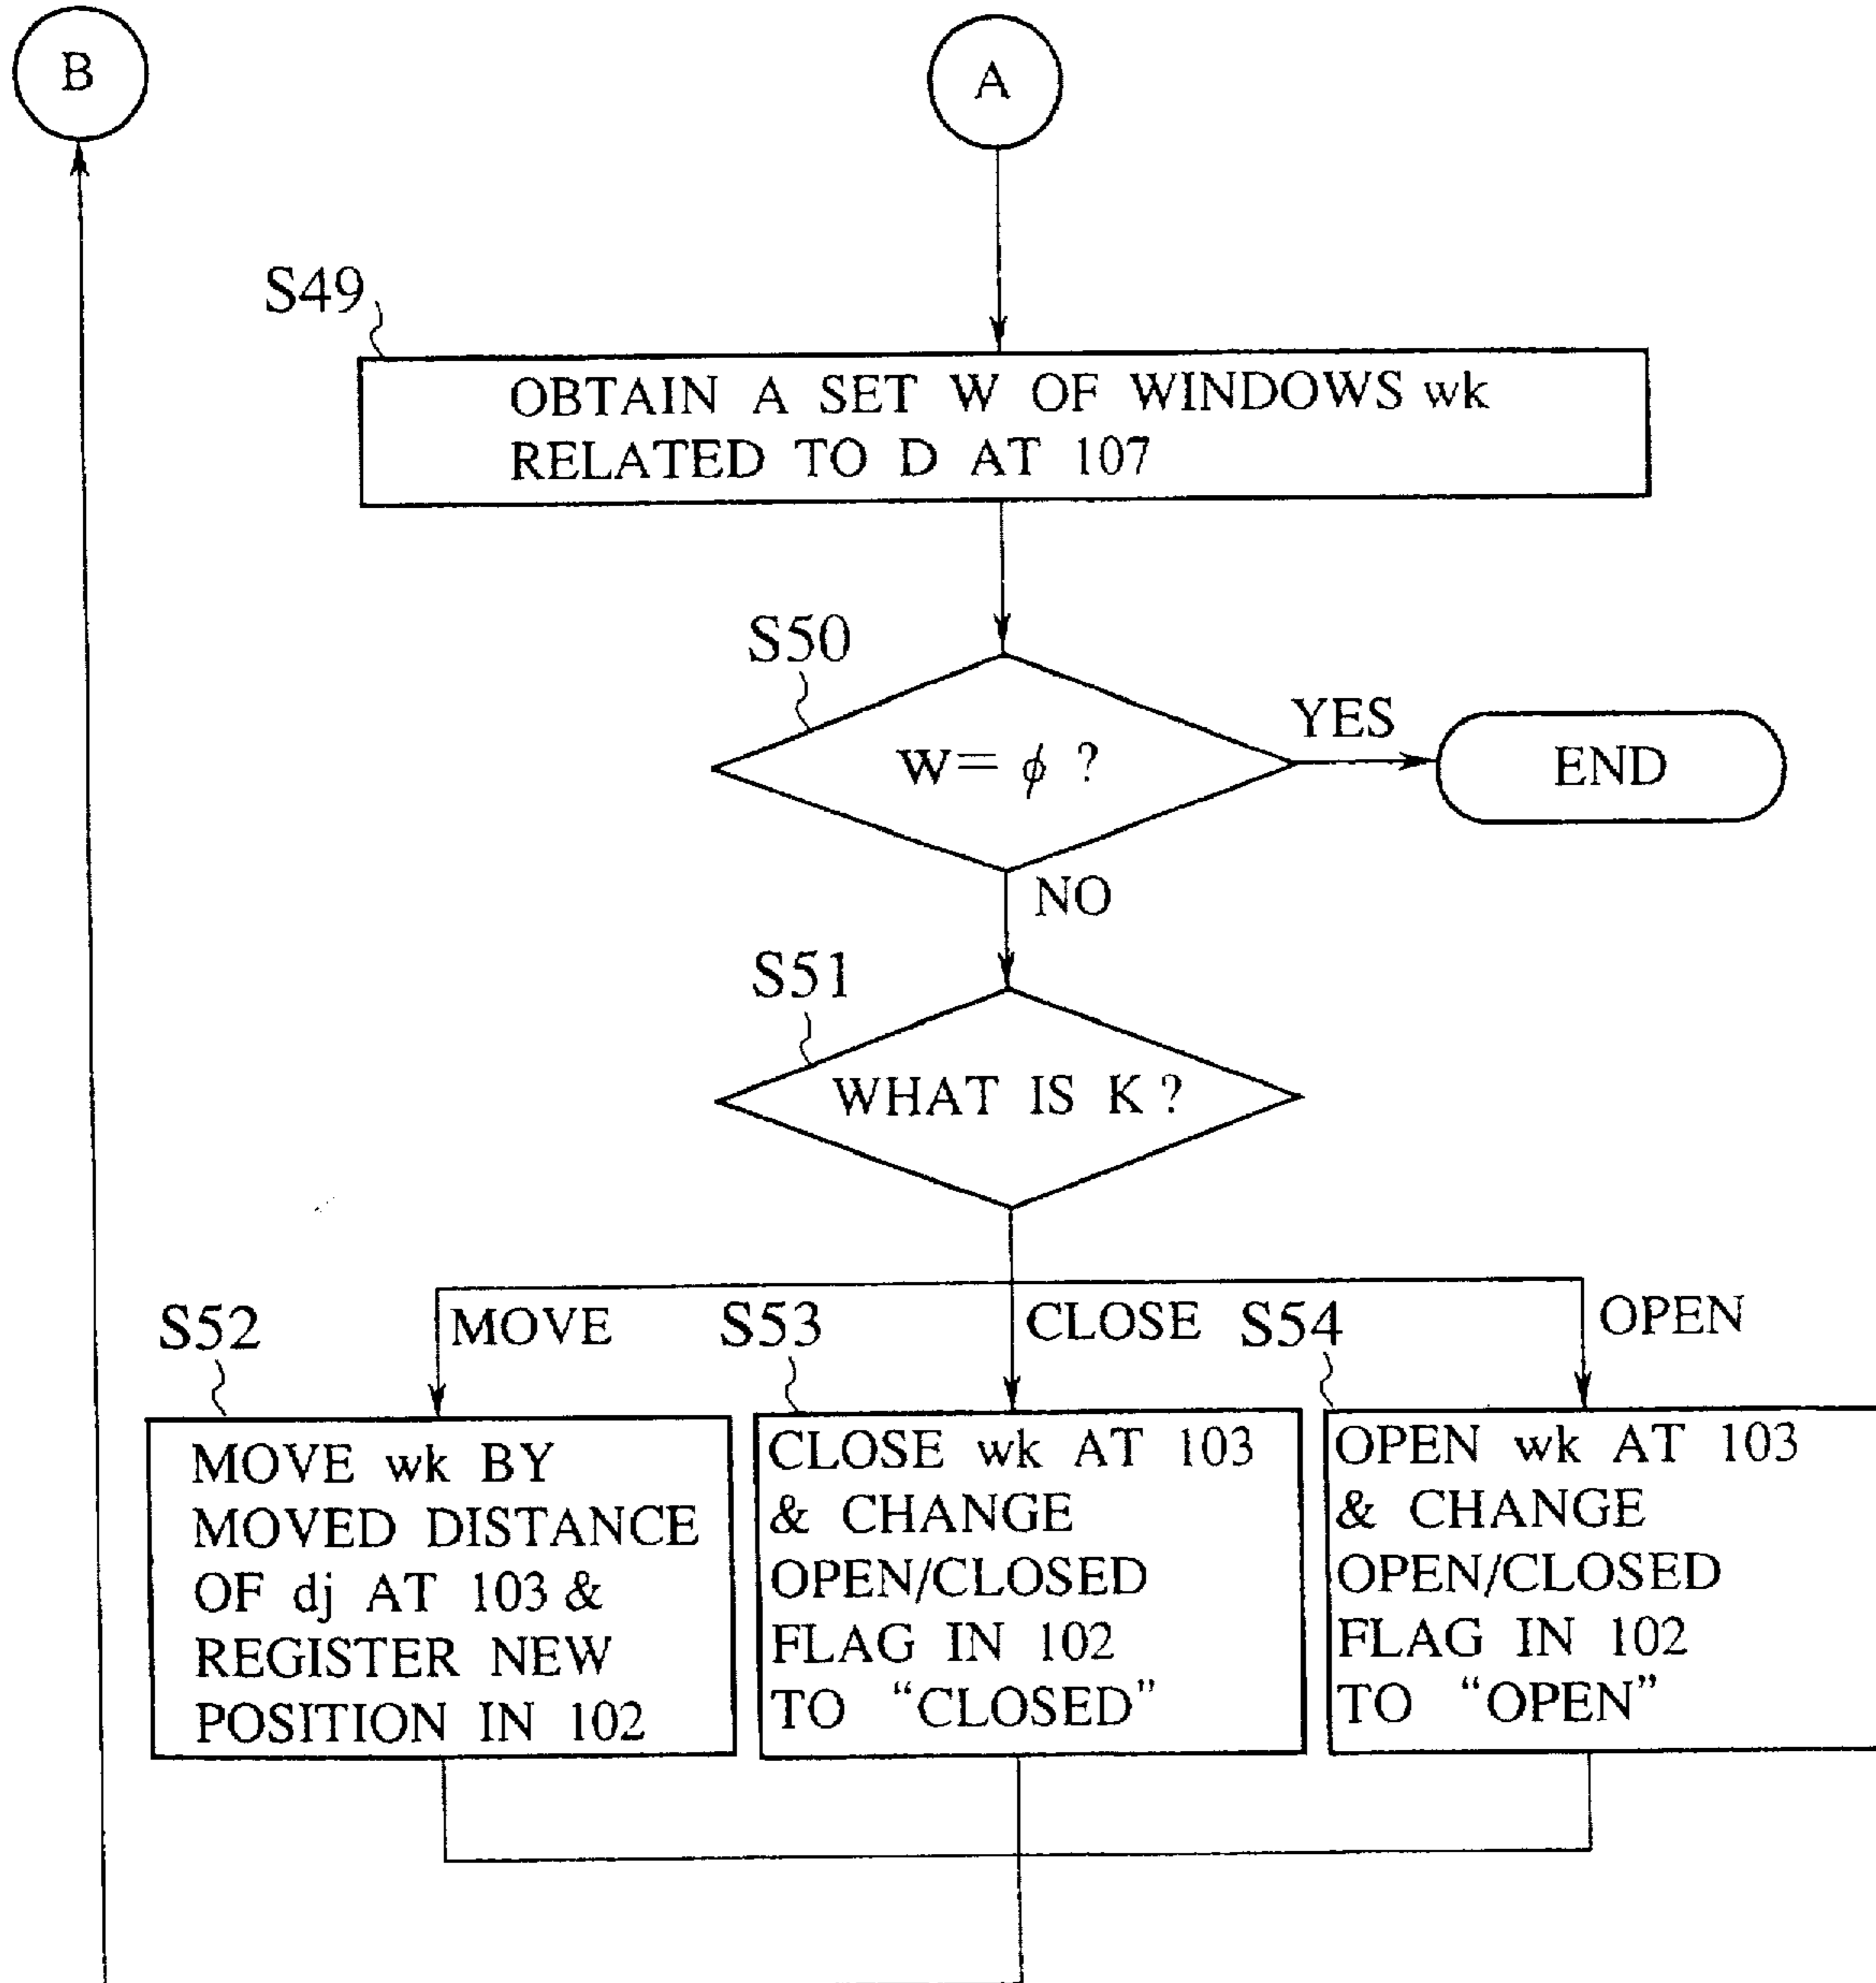 B
A
S49
OBTAIN A SET W OF WINDOWS wk
RELATED TO D AT 107
S50
W= ϕ ?
YES
END
NO
S51
WHAT IS K ?
S52
MOVE
S53
CLOSE
S54
OPEN
MOVE wk BY
MOVED DISTANCE
OF dj AT 103 &
REGISTER NEW
POSITION IN 102
CLOSE wk AT 103
& CHANGE
OPEN/CLOSED
FLAG IN 102
TO “CLOSED”
OPEN wk AT 103
& CHANGE
OPEN/CLOSED
FLAG IN 102
TO “OPEN”